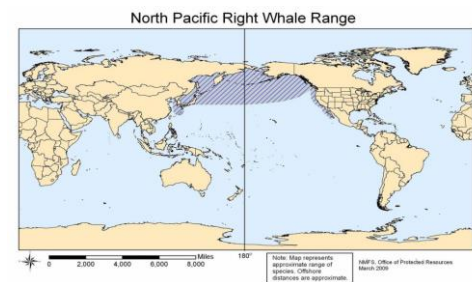 North Pacific Right Whale Range
Miles
0 2,000 4,000 6,000 8,000
180°
Note: Map represents
approximate range of
species. Offshore
distances are approximate.
NMFS, Office of Protected Resources
March 2009